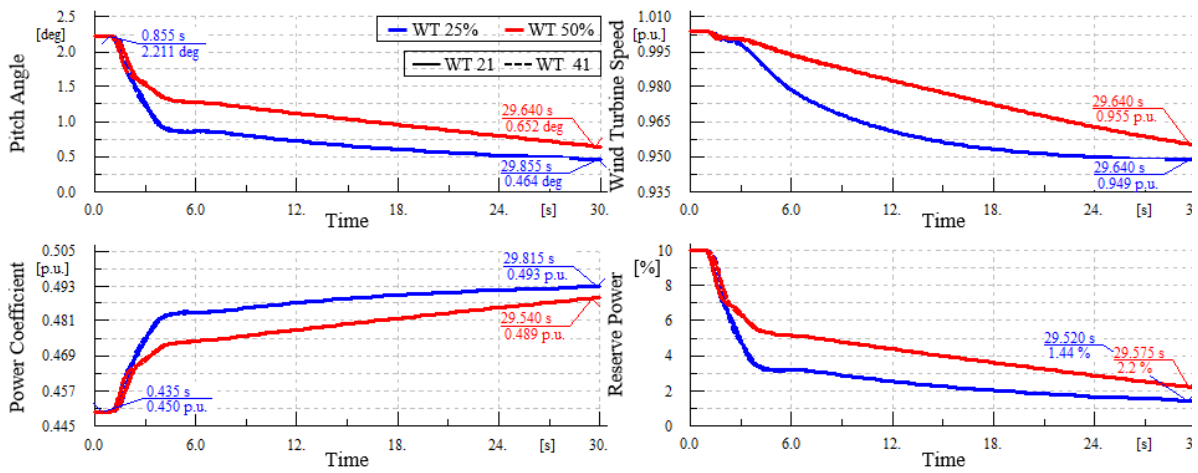 2.5
[deg]
2.0
1.5
1.0
0.5
0.0
Pitch Angle
0.855 s
2.211 deg
WT 25% WT 50%
WT 21 WT 41
29.640 s
0.652 deg
29.855 s
0.464 deg
0.0 6.0 12. 18. 24. [s] 30.
Time
1.010
[p.u.]
0.995
0.980
0.965
0.950
0.935
Wind Turbine Speed
29.640 s
0.955 p.u.
29.640 s
0.949 p.u.
0.0 6.0 12. 18. 24. [s] 30.
Time
0.505
[p.u.]
0.493
0.481
0.469
0.457
0.445
Power Coefficient
29.815 s
0.493 p.u.
29.540 s
0.489 p.u.
0.435 s
0.450 p.u.
0.0 6.0 12. 18. 24. [s] 30.
Time
10
[%]
8
6
4
2
0
Reserve Power
29.520 s
1.44 %
29.575 s
2.2 %
0.0 6.0 12. 18. 24. [s] 30.
Time